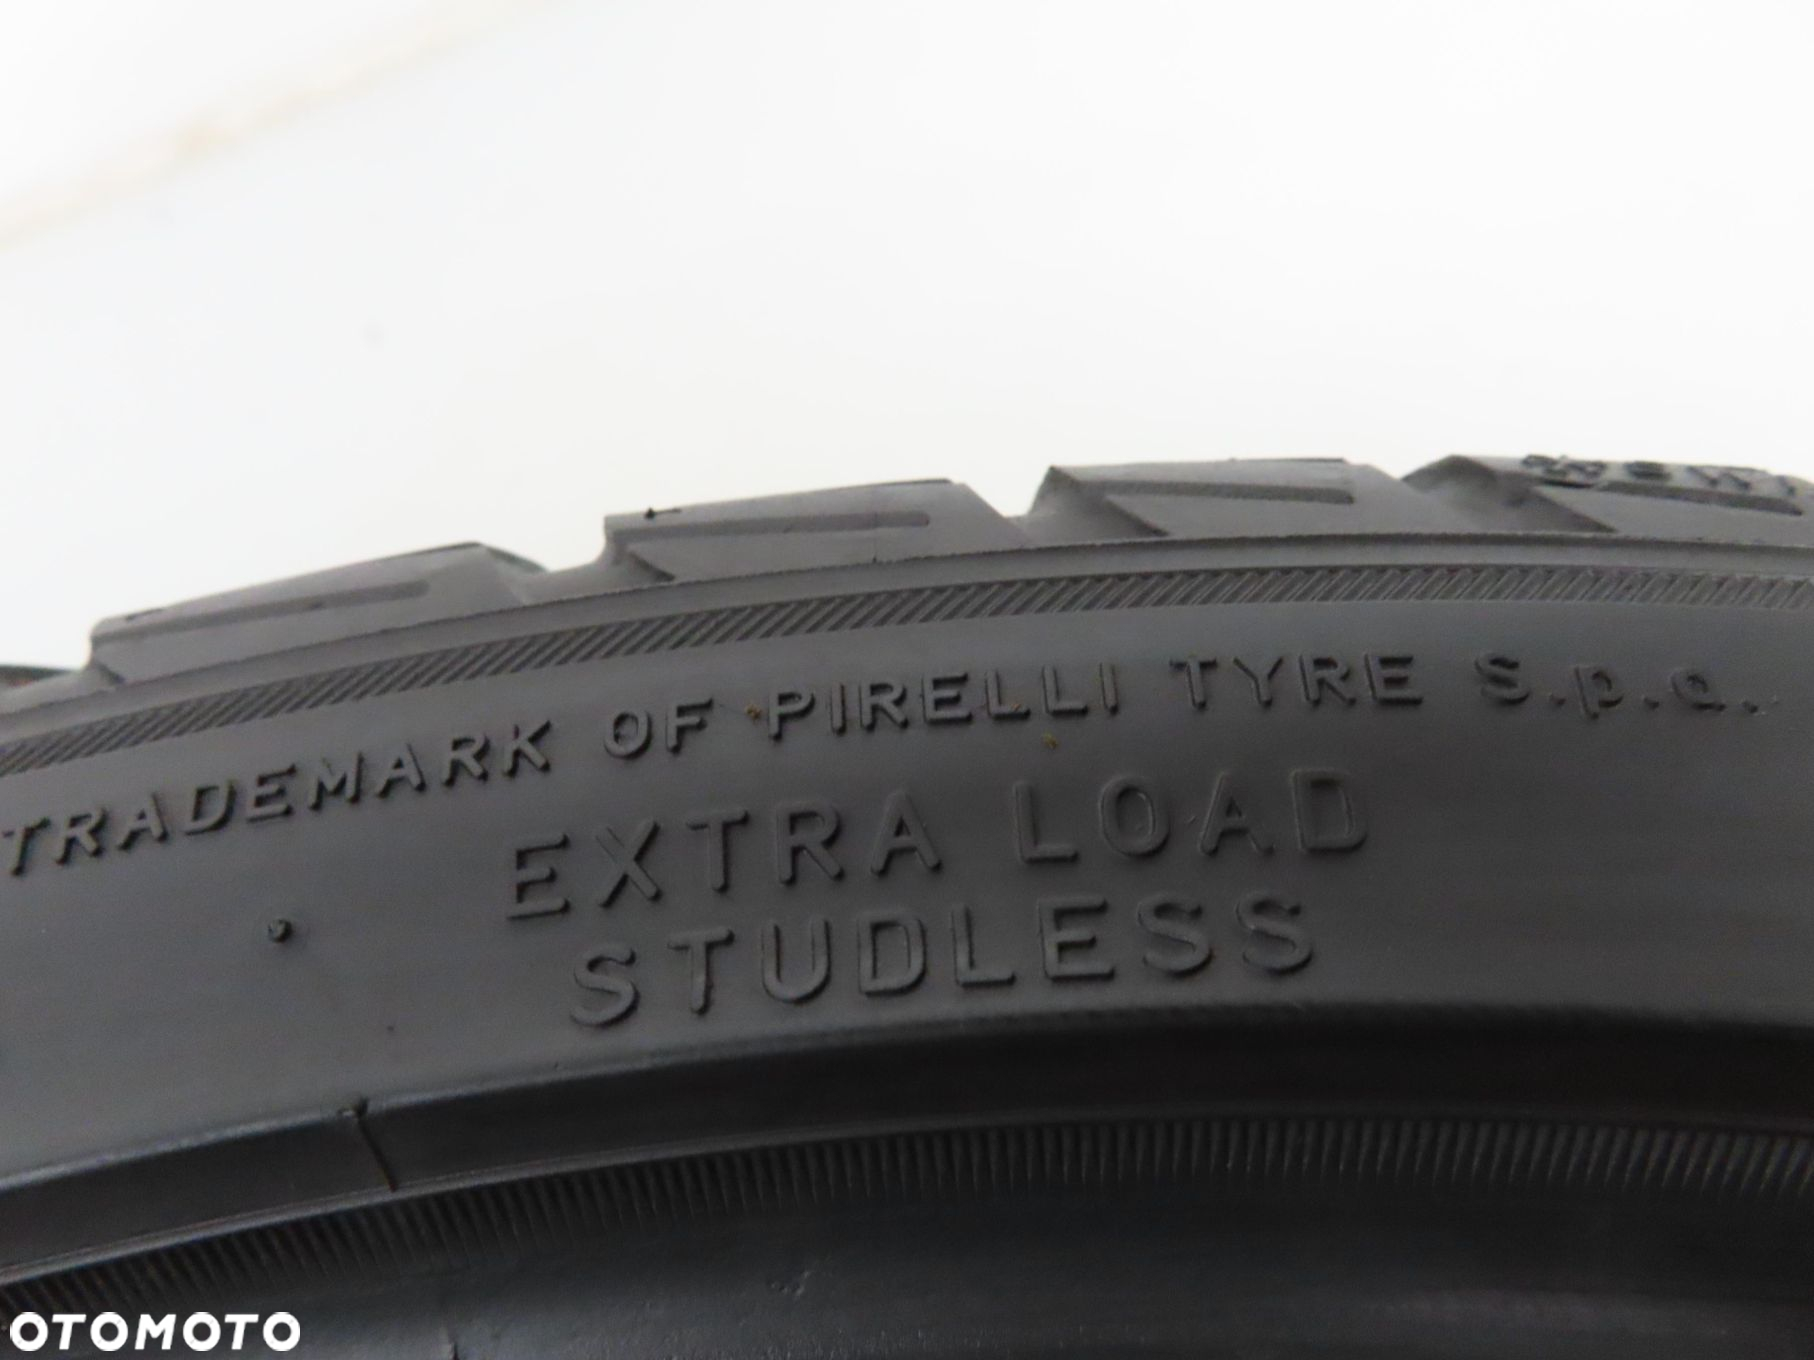 TRADEMARK OF PIRELLI TYRE S.p.a.
EXTRA LOAD
STUDLESS
OTOMOTO